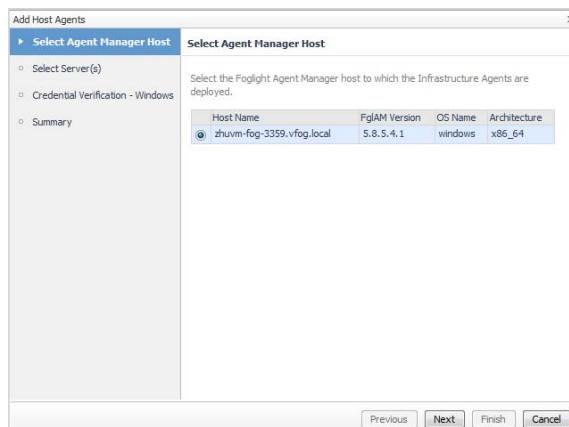 Add Host Agents
Select Agent Manager Host
Select Server(s)
Credential Verification - Windows
Summary
Select Agent Manager Host
Select the Foglight Agent Manager host to which the Infrastructure Agents are
deployed.
Host Name FglAM Version OS Name Architecture
zhuvm-fog-3359.vfog.local 5.8.5.4.1 windows x86_64
Previous Next Finish Cancel